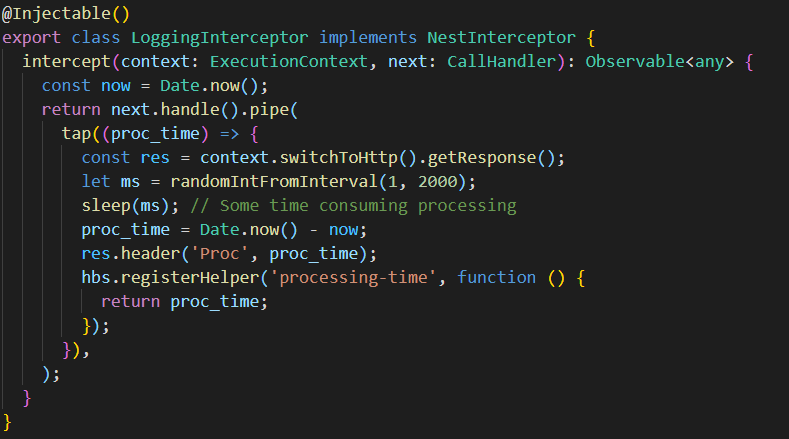 @Injectable()
export class LoggingInterceptor implements NestInterceptor {
  intercept(context: ExecutionContext, next: CallHandler): Observable<any> {
    const now = Date.now();
    return next.handle().pipe(
      tap((proc_time) => {
        const res = context.switchToHttp().getResponse();
        let ms = randomIntFromInterval(1, 2000);
        sleep(ms); // Some time consuming processing
        proc_time = Date.now() - now;
        res.header('Proc', proc_time);
        hbs.registerHelper('processing-time', function () {
          return proc_time;
        });
      }),
    );
  }
}